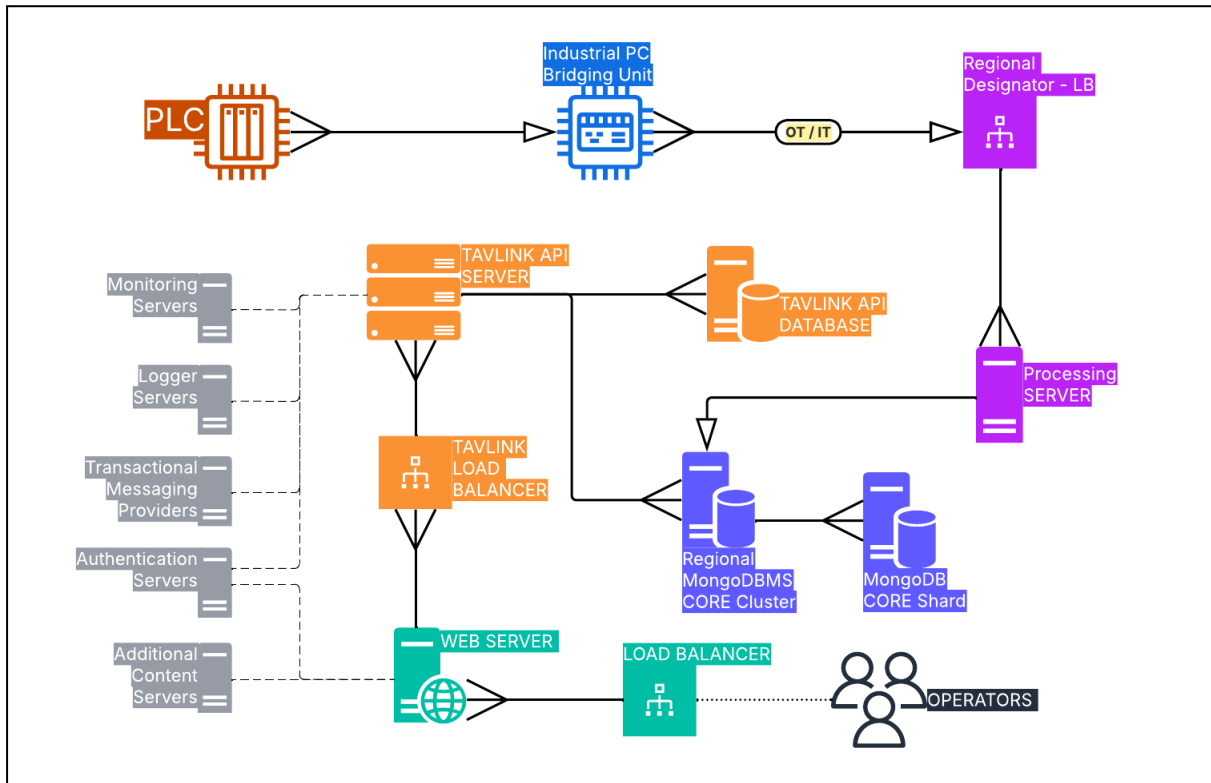 Industrial PC
Bridging Unit
Regional
Designator - LB
PLC
OT / IT
TAVLINK API
SERVER
Monitoring
Servers
TAVLINK API
DATABASE
Logger
Servers
Processing
SERVER
TAVLINK
LOAD
BALANCER
Transactional
Messaging
Providers
Authentication
Servers
Regional
MongoDBMS
CORE Cluster
MongoDB
CORE Shard
WEB SERVER
LOAD BALANCER
Additional
Content
Servers
OPERATORS